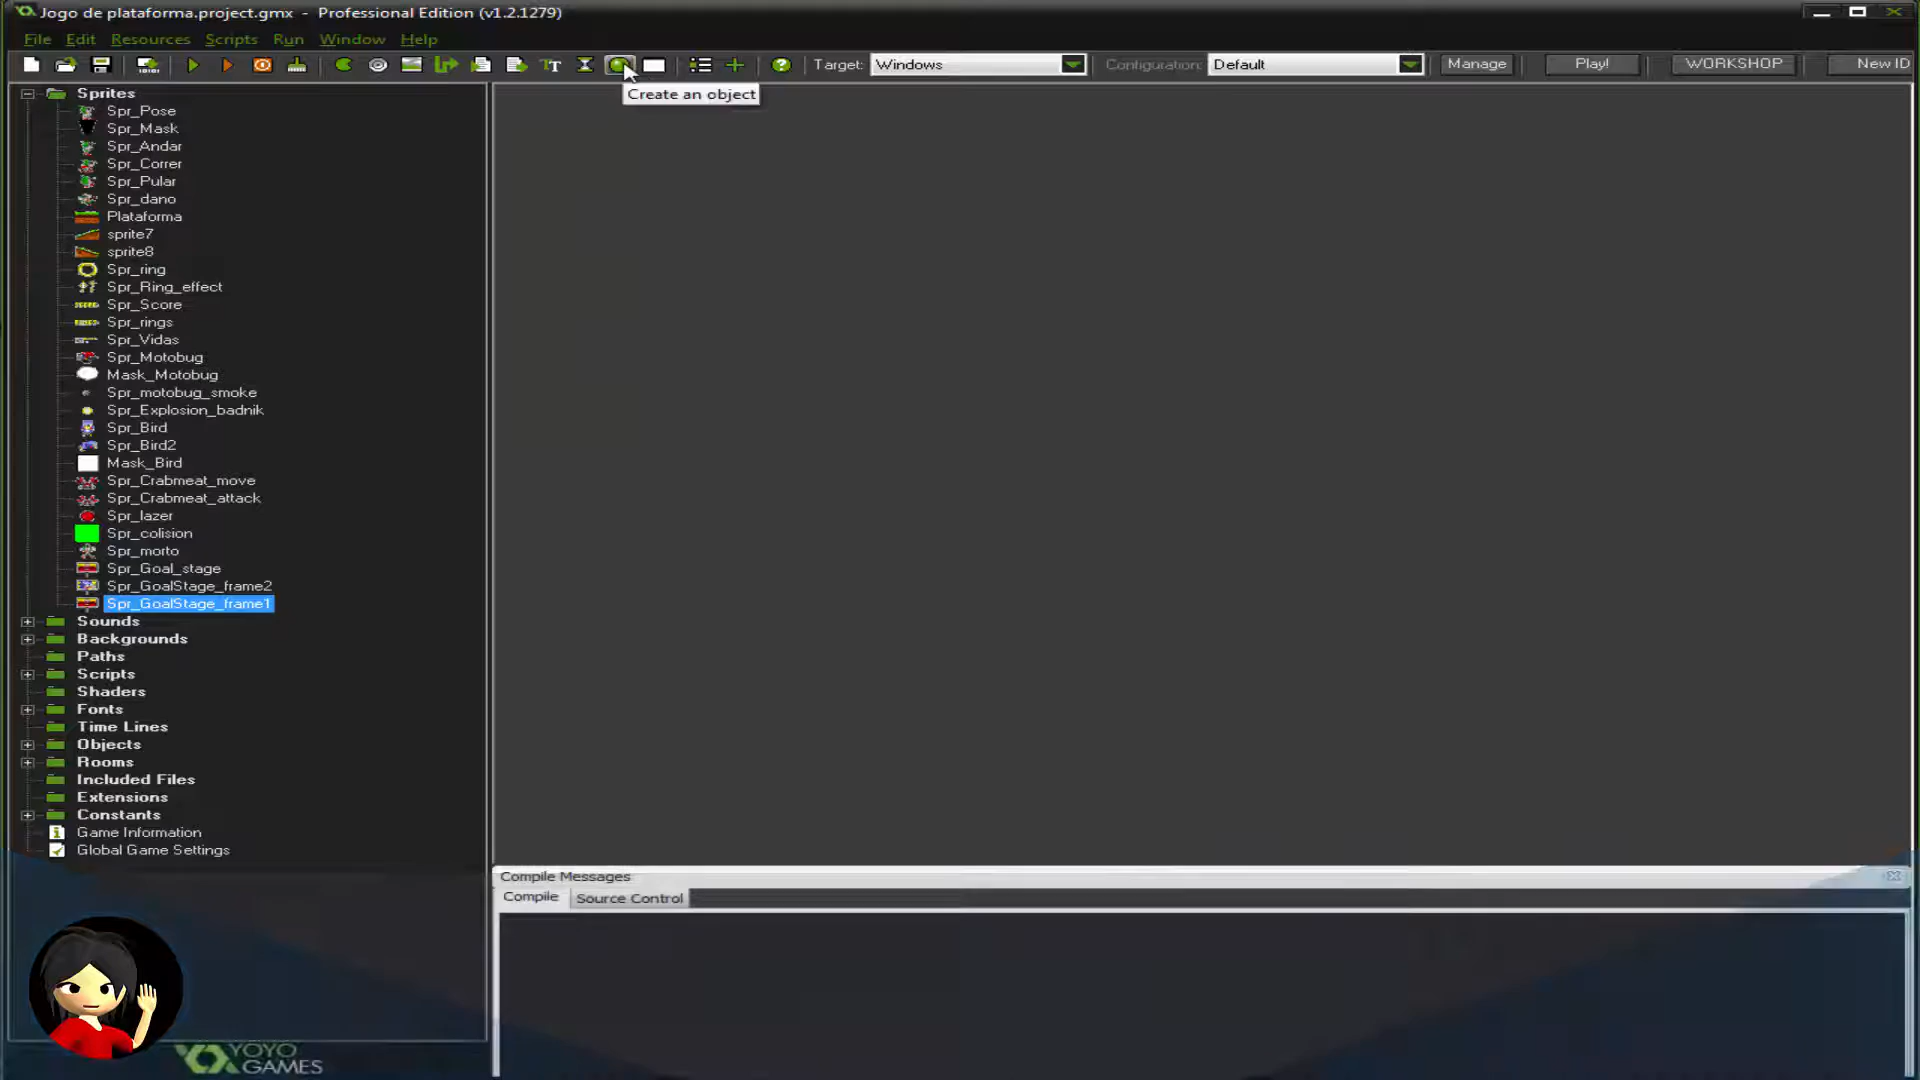 Jogo de plataforma.project.gmx - Professional Edition (v1.2.1279)
File Edit Resources Scripts Run Window Help
Target: Windows Configuration: Default Manage Play! WORKSHOP New ID
Create an object
Sprites
Spr_Pose
Spr_Mask
Spr_Andar
Spr_Correr
Spr_Pular
Spr_dano
Plataforma
sprite7
sprite8
Spr_ring
Spr_Ring_effect
Spr_Score
Spr_rings
Spr_Vidas
Spr_Motobug
Mask_Motobug
Spr_motobug_smoke
Spr_Explosion_badnik
Spr_Bird
Spr_Bird2
Mask_Bird
Spr_Crabmeat_move
Spr_Crabmeat_attack
Spr_lazer
Spr_colision
Spr_morto
Spr_Goal_stage
Spr_GoalStage_frame2
Spr_GoalStage_frame1
Sounds
Backgrounds
Paths
Scripts
Shaders
Fonts
Time Lines
Objects
Rooms
Included Files
Extensions
Constants
Game Information
Global Game Settings
Compile Messages
Compile Source Control
YOYO
GAMES